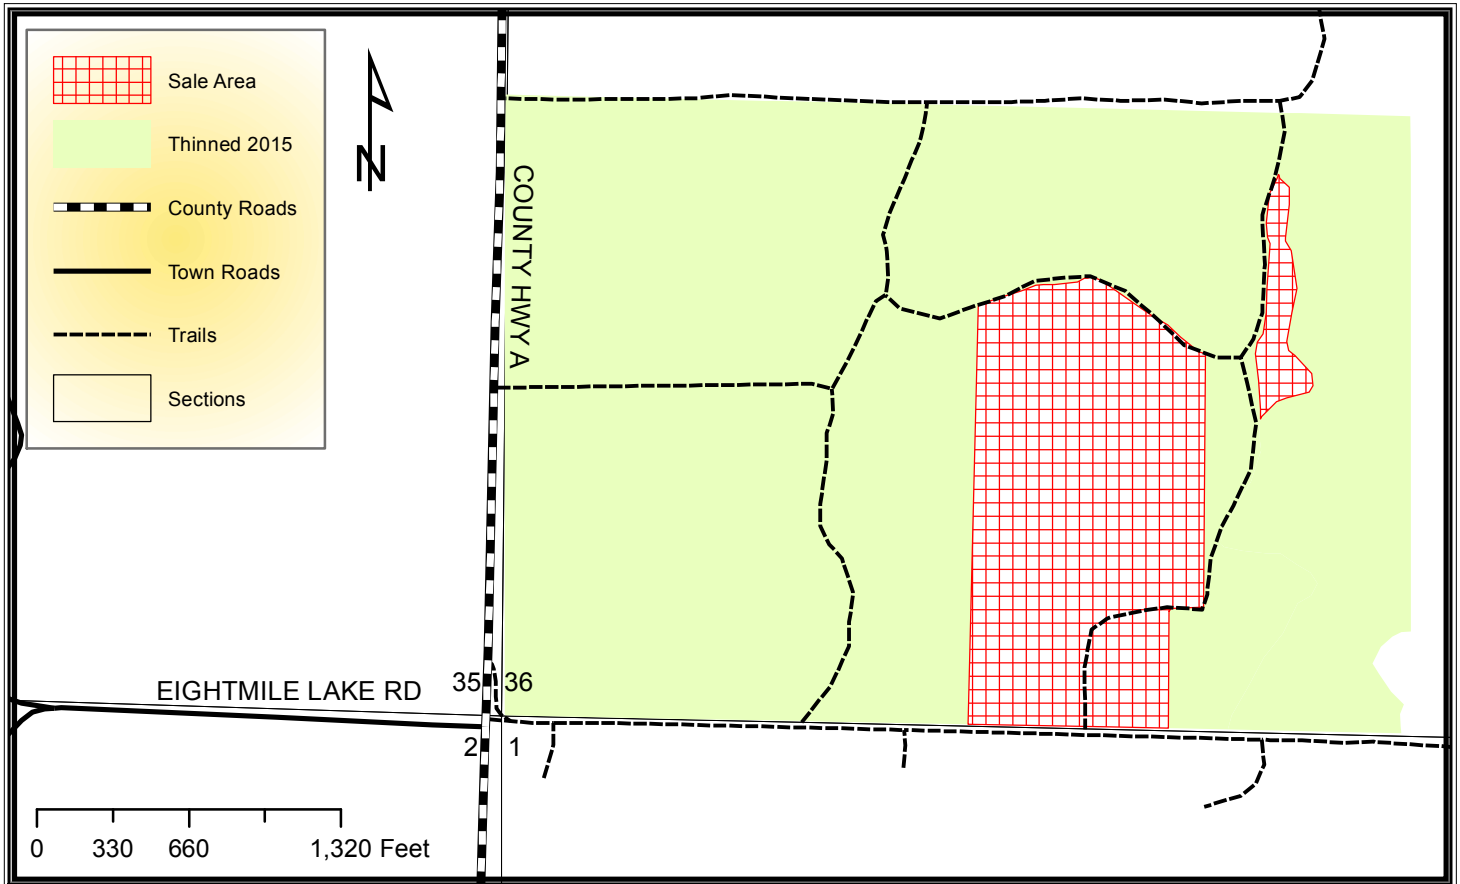 Sale Area
Thinned 2015
County Roads
Town Roads
Trails
Sections
N
COUNTY HWY A
EIGHTMILE LAKE RD
35 36
2 1
0 330 660 1,320 Feet